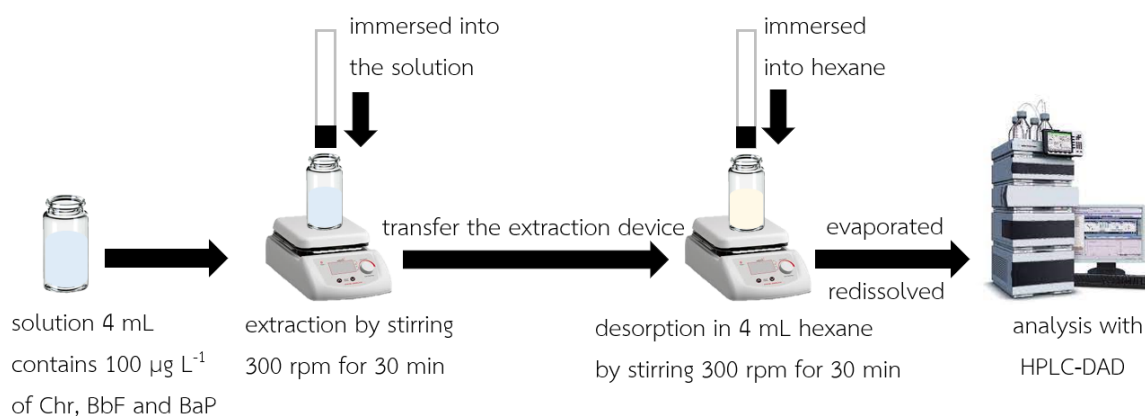 immersed into
the solution
immersed
into hexane
transfer the extraction device
evaporated
redissolved
solution 4 mL
contains 100 µg L⁻¹
of Chr, BbF and BaP
extraction by stirring
300 rpm for 30 min
desorption in 4 mL hexane
by stirring 300 rpm for 30 min
analysis with
HPLC-DAD